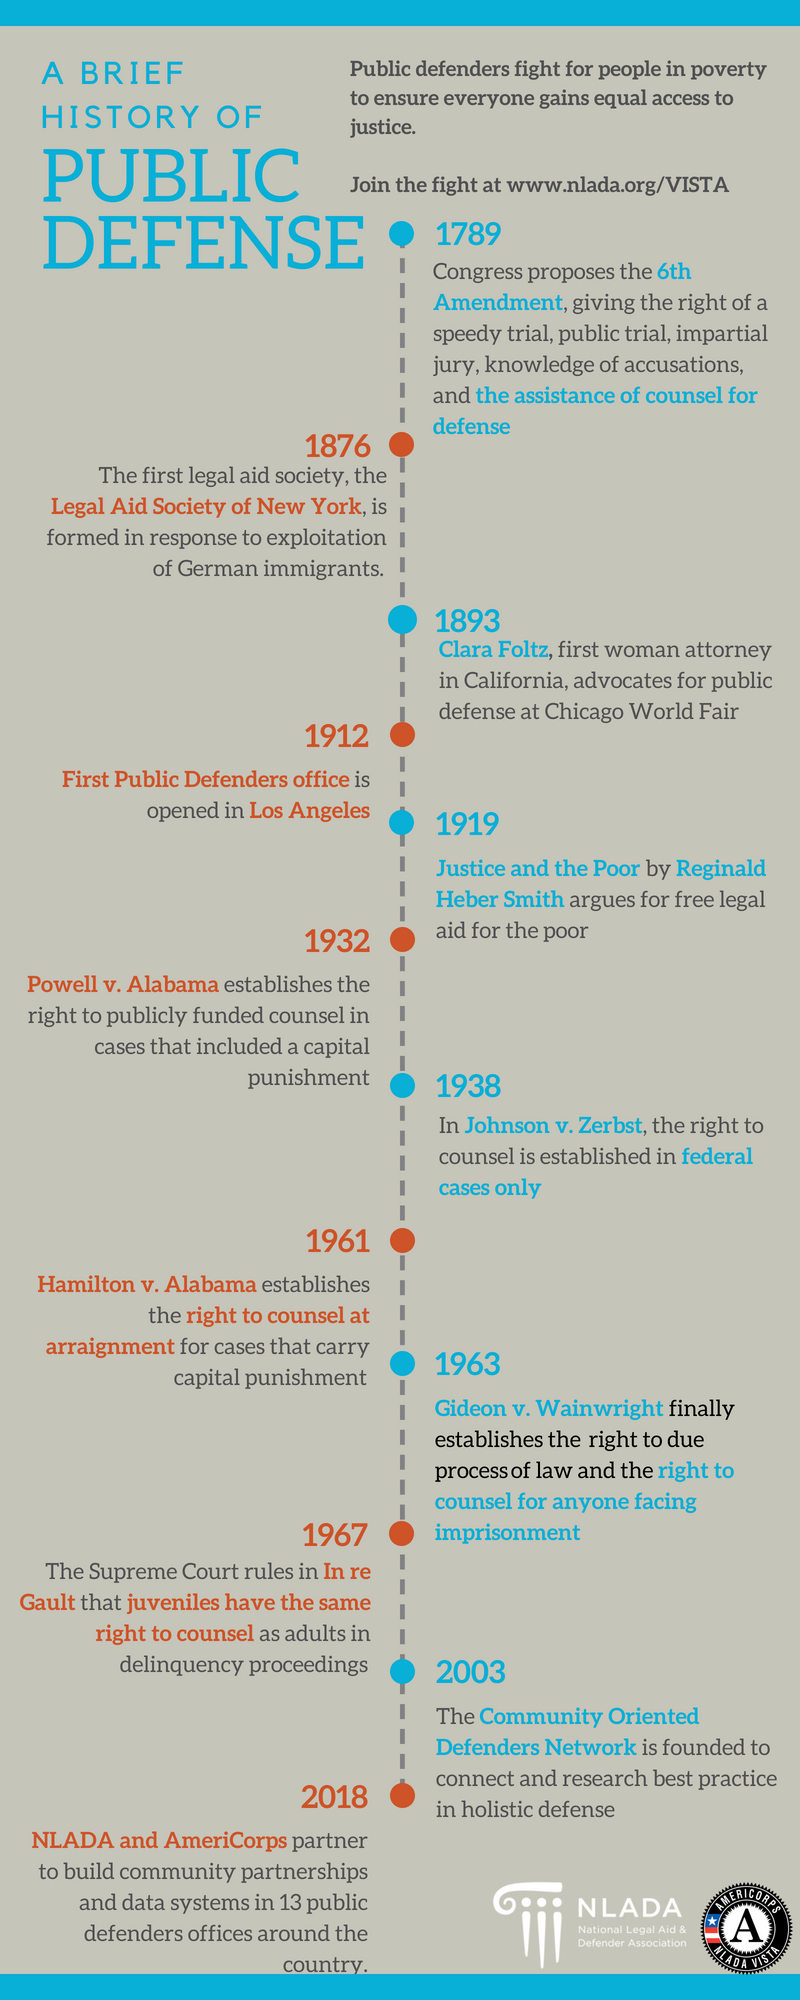 A BRIEF
HISTORY OF
PUBLIC
DEFENSE
Public defenders fight for people in poverty
to ensure everyone gains equal access to
justice.
Join the fight at www.nlada.org/VISTA
1789
Congress proposes the 6th
Amendment, giving the right of a
speedy trial, public trial, impartial
jury, knowledge of accusations,
and the assistance of counsel for
defense
1876
The first legal aid society, the
Legal Aid Society of New York, is
formed in response to exploitation
of German immigrants.
1893
Clara Foltz, first woman attorney
in California, advocates for public
defense at Chicago World Fair
1912
First Public Defenders office is
opened in Los Angeles
1919
Justice and the Poor by Reginald
Heber Smith argues for free legal
aid for the poor
1932
Powell v. Alabama establishes the
right to publicly funded counsel in
cases that included a capital
punishment
1938
In Johnson v. Zerbst, the right to
counsel is established in federal
cases only
1961
Hamilton v. Alabama establishes
the right to counsel at
arraignment for cases that carry
capital punishment
1963
Gideon v. Wainwright finally
establishes the right to due
process of law and the right to
counsel for anyone facing
imprisonment
1967
The Supreme Court rules in In re
Gault that juveniles have the same
right to counsel as adults in
delinquency proceedings
2003
The Community Oriented
Defenders Network is founded to
connect and research best practice
in holistic defense
2018
NLADA and AmeriCorps partner
to build community partnerships
and data systems in 13 public
defenders offices around the
country.
NLADA
National Legal Aid &
Defender Association
AMERICORPS
A
NLADA VISTA